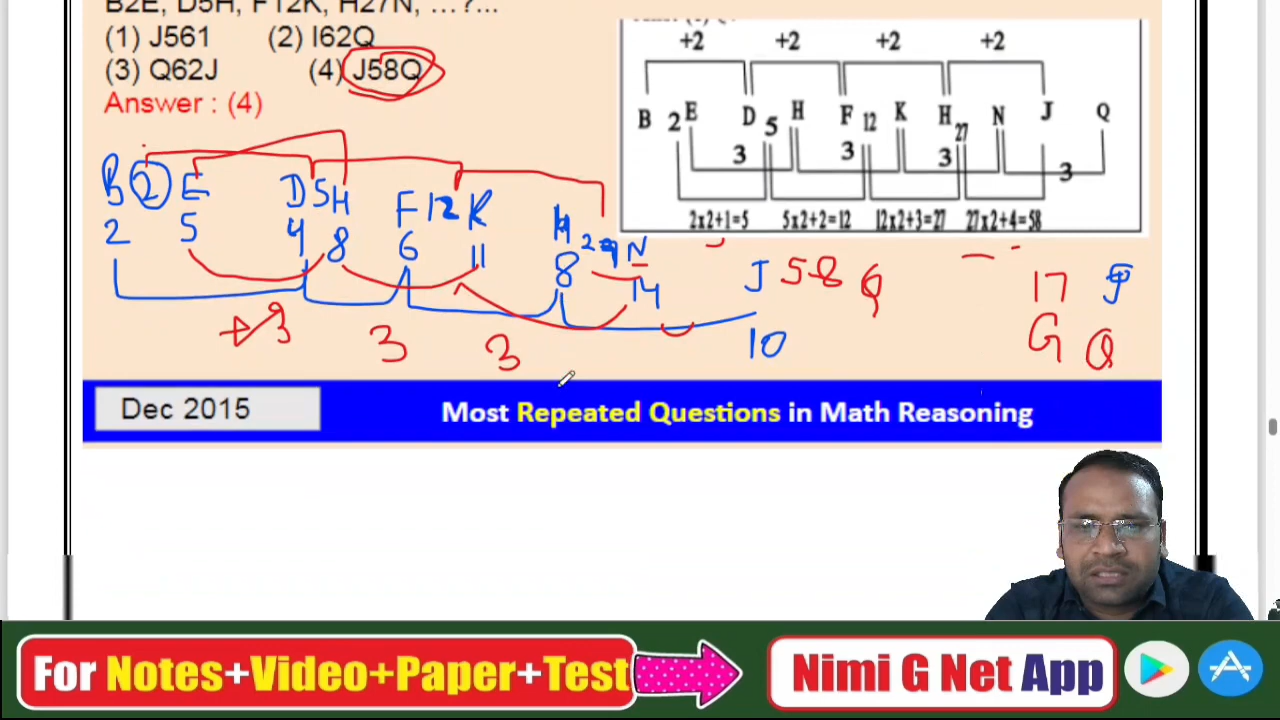 B2E, D5H, F12K, H27N, ...?...
(1) J561 (2) I62Q
(3) Q62J (4) J58Q
Answer : (4)
+2 +2 +2 +2
B 2 E D 5 H F 12 K H 27 N J Q
3 3 3 3
2x2+1=5 5x2+2=12 12x2+3=27 27x2+4=58
B 2 E D 5 H F 12 K H 27 N J 58 Q
2 5 4 8 6 11 8 14 10
17 J
G Q
3 3 3
Dec 2015
Most Repeated Questions in Math Reasoning
For Notes+Video+Paper+Test
Nimi G Net App